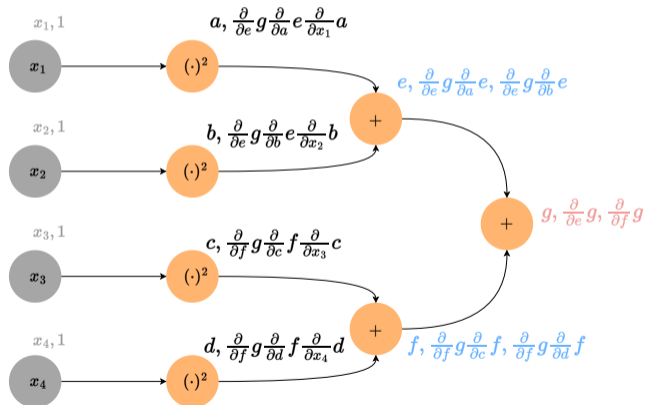 x₁, 1
x₁
(·)²
a, ∂/∂e g ∂/∂a e ∂/∂x₁ a
x₂, 1
x₂
(·)²
b, ∂/∂e g ∂/∂b e ∂/∂x₂ b
+
e, ∂/∂e g ∂/∂a e, ∂/∂e g ∂/∂b e
+
g, ∂/∂e g, ∂/∂f g
x₃, 1
x₃
(·)²
c, ∂/∂f g ∂/∂c f ∂/∂x₃ c
x₄, 1
x₄
(·)²
d, ∂/∂f g ∂/∂d f ∂/∂x₄ d
+
f, ∂/∂f g ∂/∂c f, ∂/∂f g ∂/∂d f